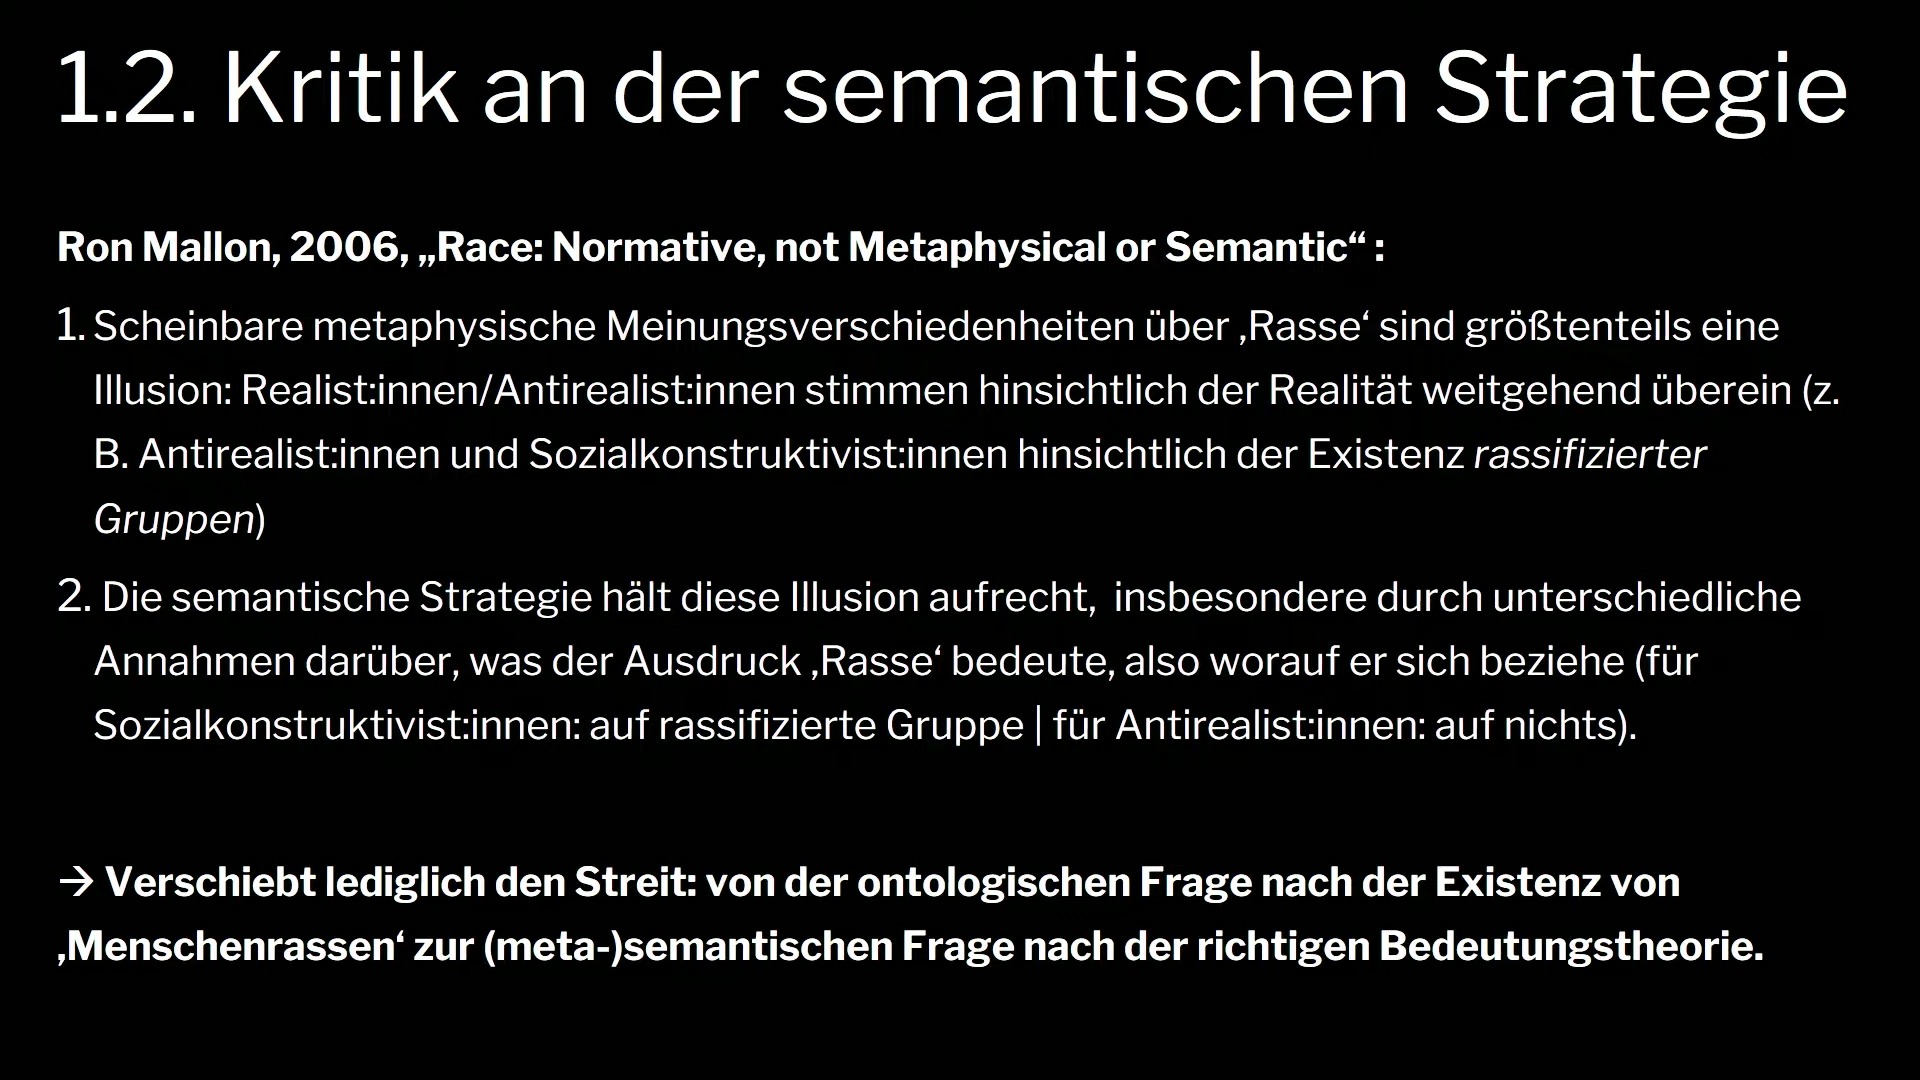 1.2. Kritik an der semantischen Strategie
Ron Mallon, 2006, „Race: Normative, not Metaphysical or Semantic“ :
1. Scheinbare metaphysische Meinungsverschiedenheiten über ‚Rasse‘ sind größtenteils eine
Illusion: Realist:innen/Antirealist:innen stimmen hinsichtlich der Realität weitgehend überein (z.
B. Antirealist:innen und Sozialkonstruktivist:innen hinsichtlich der Existenz rassifizierter
Gruppen)
2. Die semantische Strategie hält diese Illusion aufrecht,  insbesondere durch unterschiedliche
Annahmen darüber, was der Ausdruck ‚Rasse‘ bedeute, also worauf er sich beziehe (für
Sozialkonstruktivist:innen: auf rassifizierte Gruppe | für Antirealist:innen: auf nichts).
→ Verschiebt lediglich den Streit: von der ontologischen Frage nach der Existenz von
‚Menschenrassen‘ zur (meta-)semantischen Frage nach der richtigen Bedeutungstheorie.